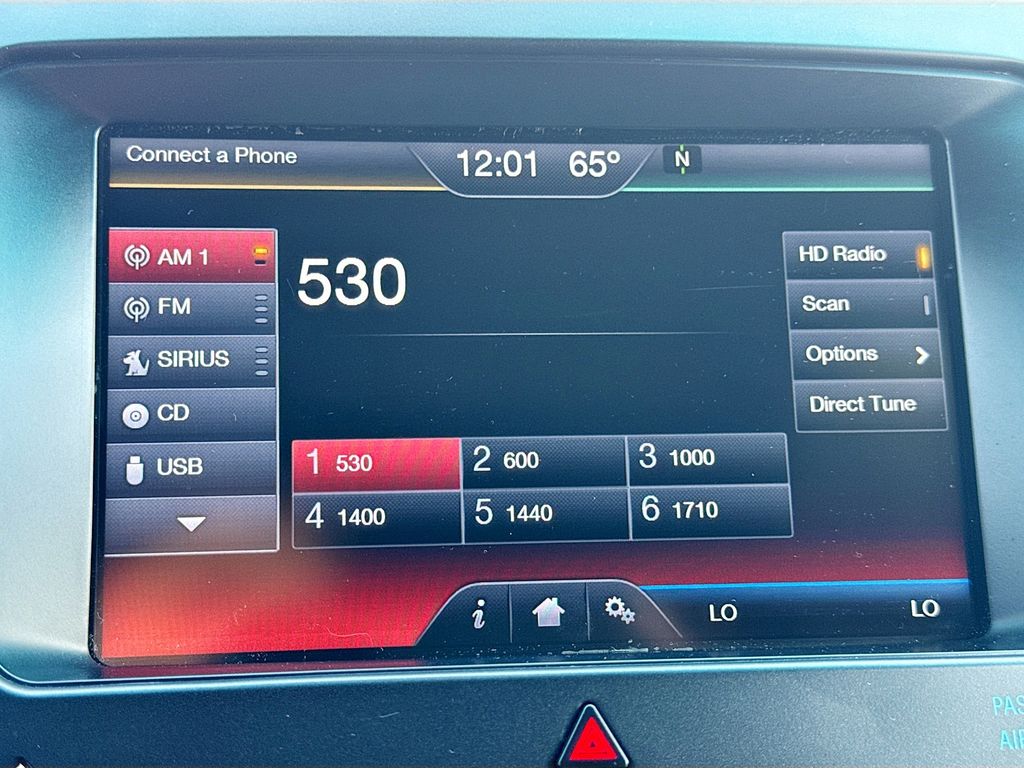 Connect a Phone
12:01 65° N
AM 1
FM
SIRIUS
CD
USB
530
HD Radio
Scan
Options
Direct Tune
1 530
2 600
3 1000
4 1400
5 1440
6 1710
i
LO
LO